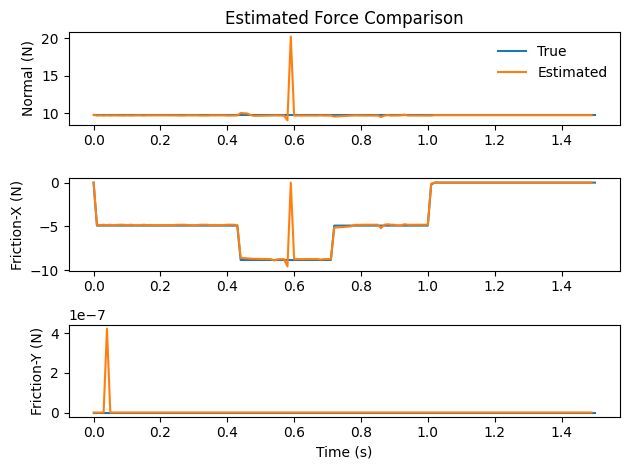 Estimated Force Comparison
Normal (N)
20
15
10
True
Estimated
0.0 0.2 0.4 0.6 0.8 1.0 1.2 1.4
Friction-X (N)
0
−5
−10
0.0 0.2 0.4 0.6 0.8 1.0 1.2 1.4
1e−7
Friction-Y (N)
4
2
0
0.0 0.2 0.4 0.6 0.8 1.0 1.2 1.4
Time (s)